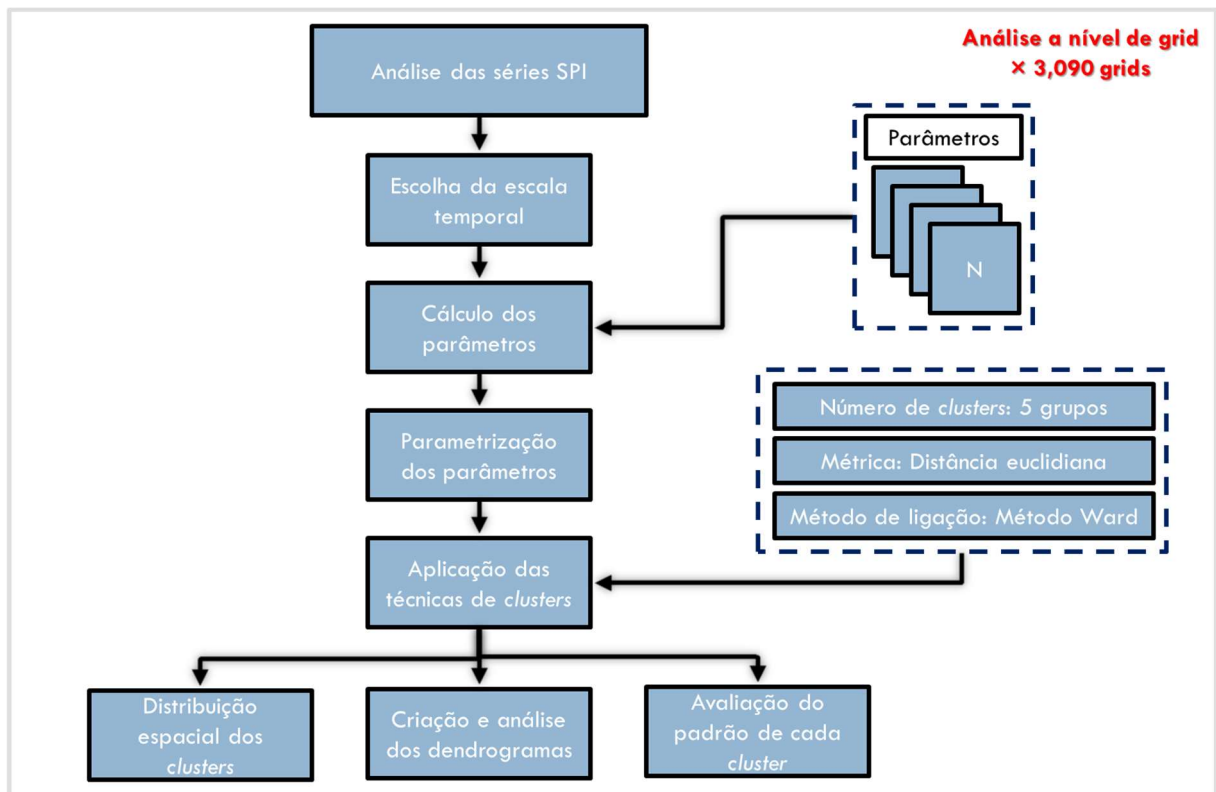 Análise a nível de grid
× 3,090 grids
Análise das séries SPI
Parâmetros
Escolha da escala
temporal
N
Cálculo dos
parâmetros
Número de clusters: 5 grupos
Parametrização
dos parâmetros
Métrica: Distância euclidiana
Método de ligação: Método Ward
Aplicação das
técnicas de clusters
Distribuição
espacial dos
clusters
Criação e análise
dos dendrogramas
Avaliação do
padrão de cada
cluster